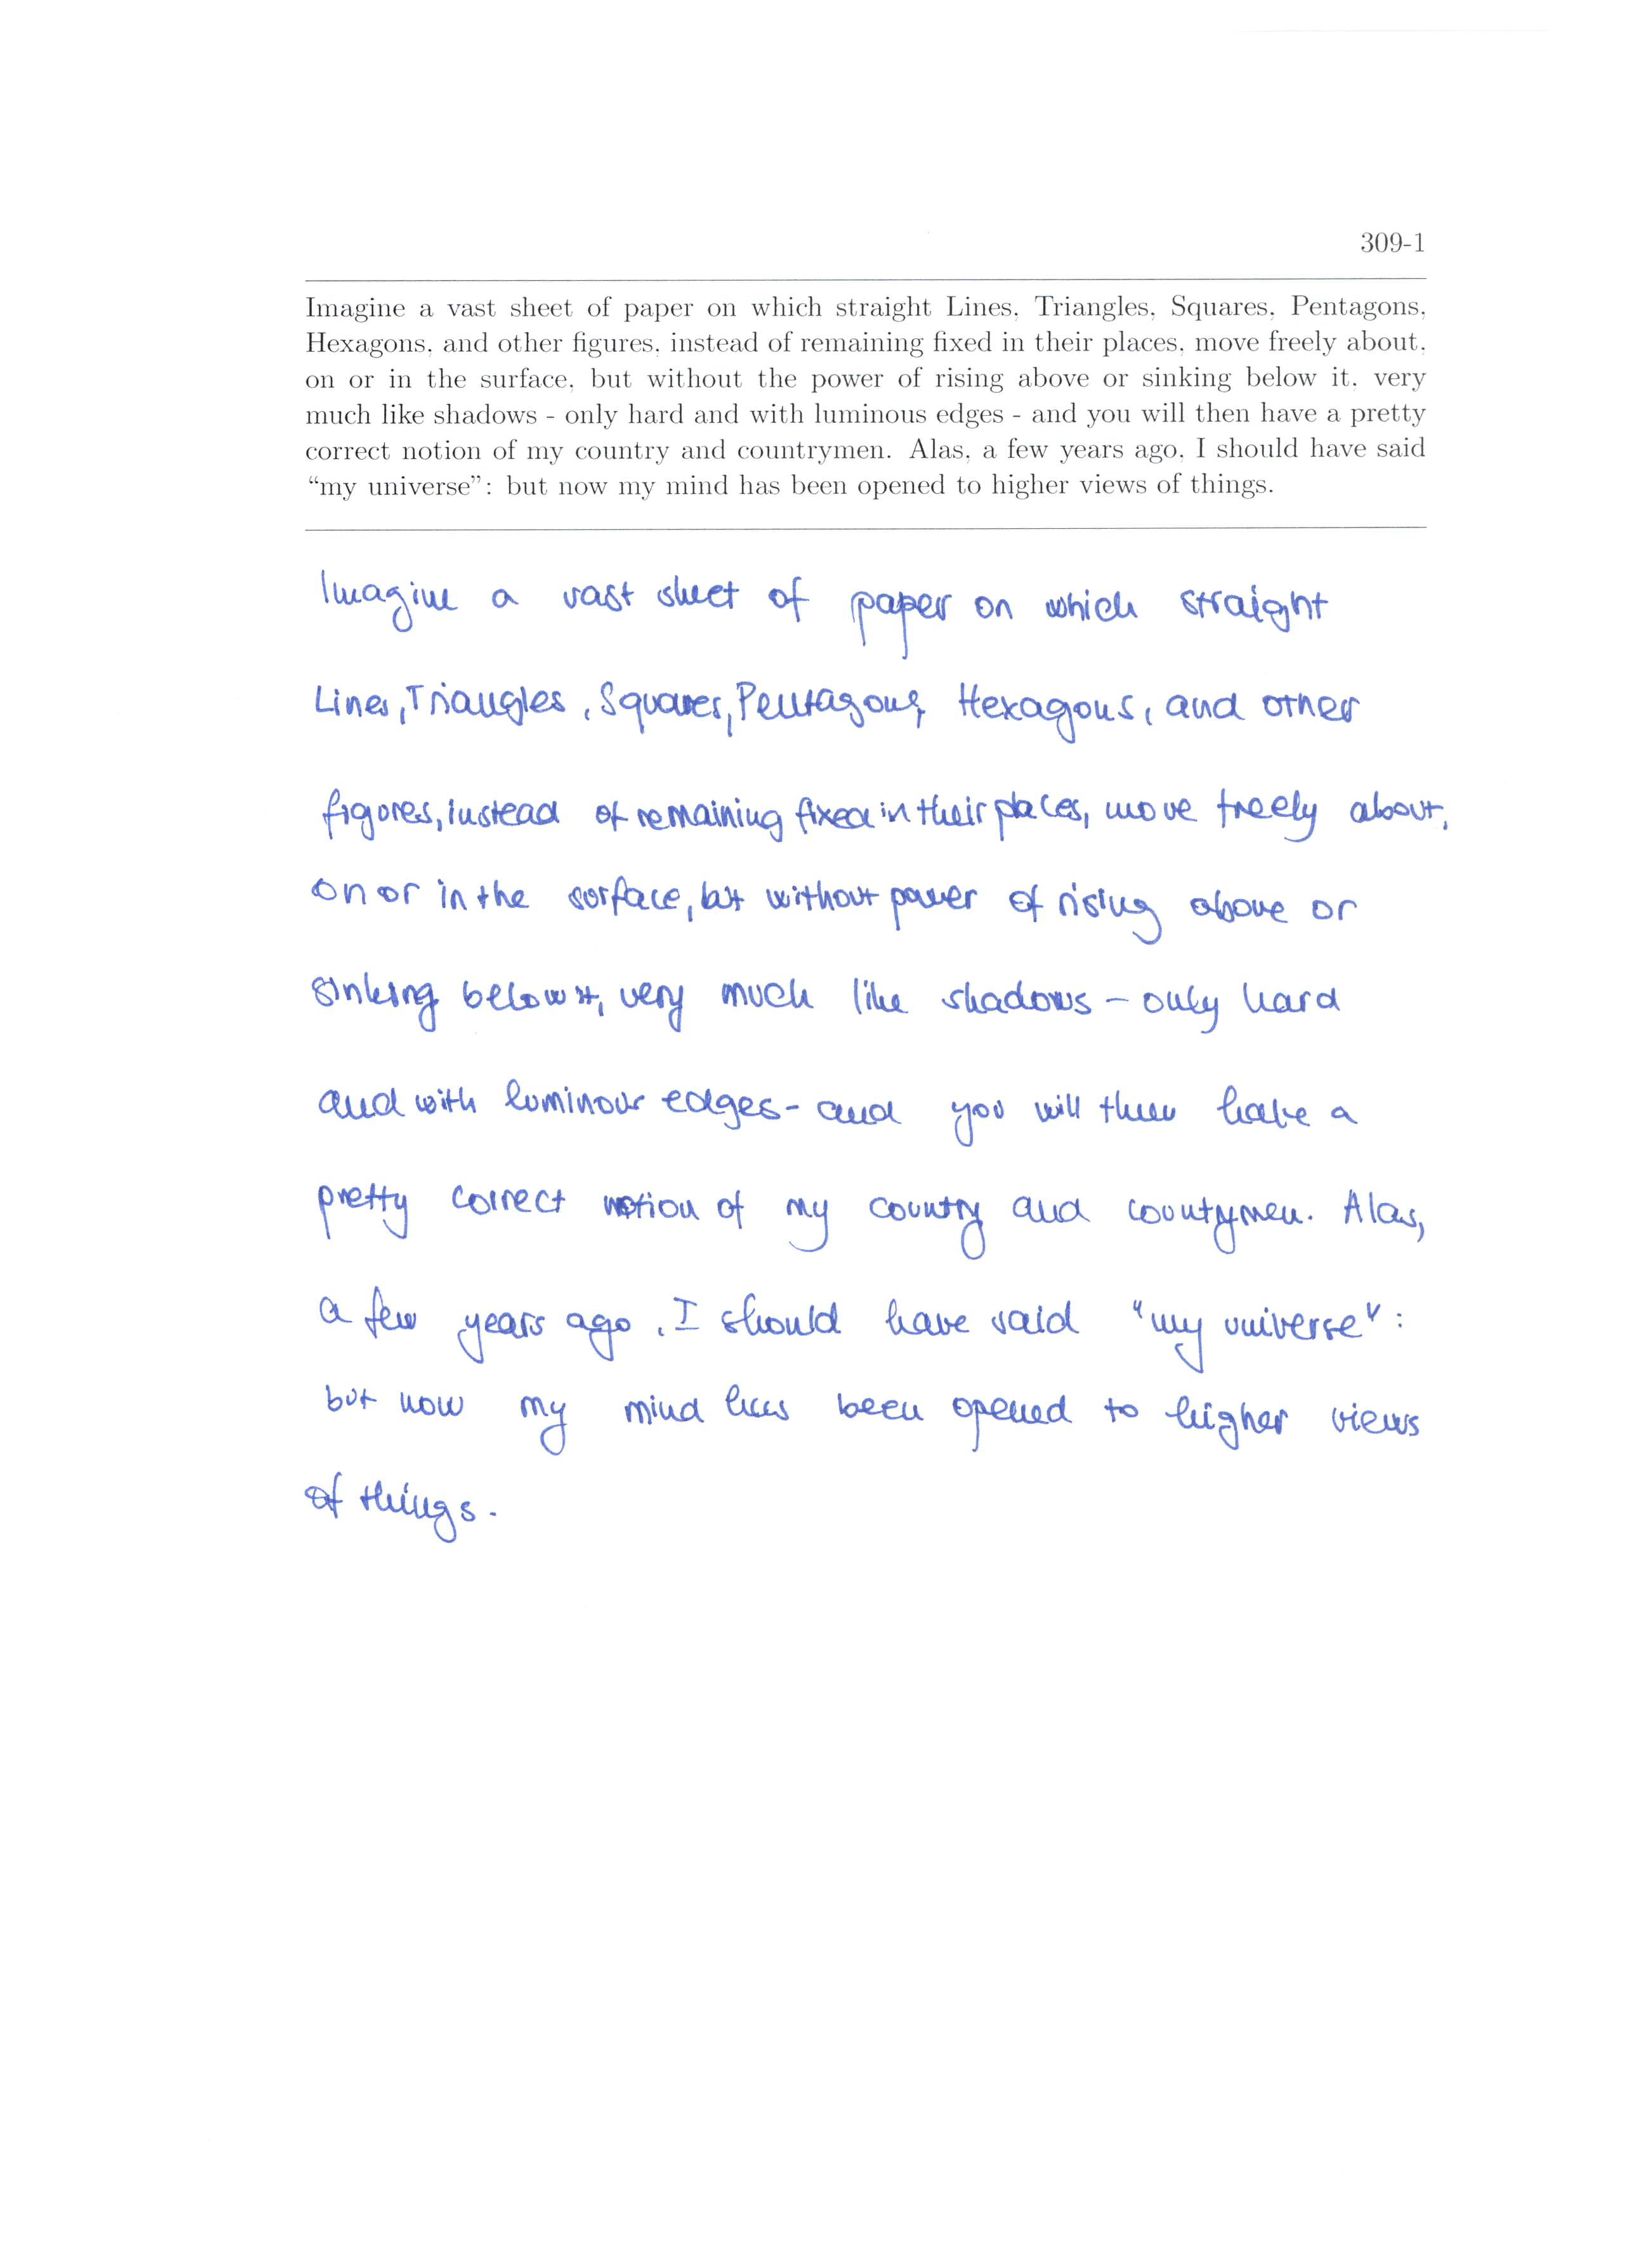 309-1
Imagine a vast sheet of paper on which straight Lines, Triangles, Squares, Pentagons,
Hexagons, and other figures, instead of remaining fixed in their places, move freely about,
on or in the surface, but without the power of rising above or sinking below it, very
much like shadows - only hard and with luminous edges - and you will then have a pretty
correct notion of my country and countrymen. Alas, a few years ago, I should have said
“my universe”: but now my mind has been opened to higher views of things.
Imagine a vast sheet of paper on which straight
Lines, Triangles, Squares, Pentagons, Hexagons, and other
figures, instead of remaining fixed in their places, move freely about,
on or in the surface, but without power of rising above or
sinking below it, very much like shadows - only hard
and with luminous edges - and you will then have a
pretty correct notion of my country and countymen. Alas,
a few years ago, I should have said "my universe":
but now my mind has been opened to higher views
of things.